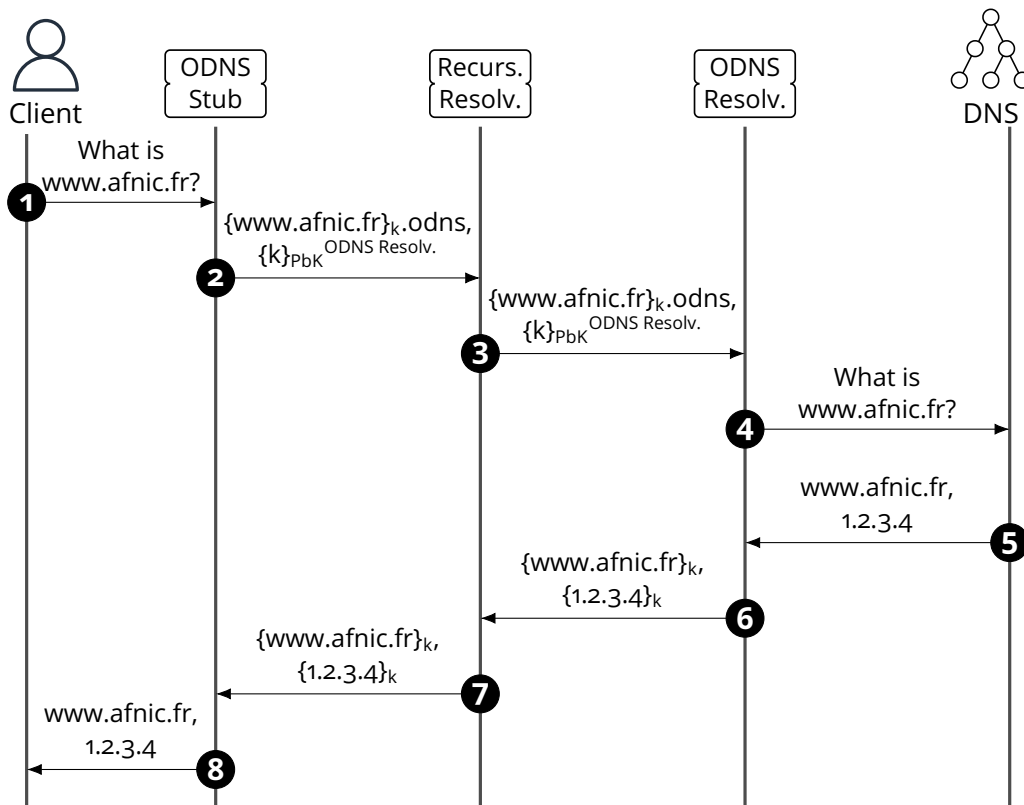 Client
ODNS
Stub
Recurs.
Resolv.
ODNS
Resolv.
DNS
What is
www.afnic.fr?
1
{www.afnic.fr}k.odns,
{k}PbK ODNS Resolv.
2
{www.afnic.fr}k.odns,
{k}PbK ODNS Resolv.
3
What is
www.afnic.fr?
4
www.afnic.fr,
1.2.3.4
5
{www.afnic.fr}k,
{1.2.3.4}k
6
{www.afnic.fr}k,
{1.2.3.4}k
7
www.afnic.fr,
1.2.3.4
8